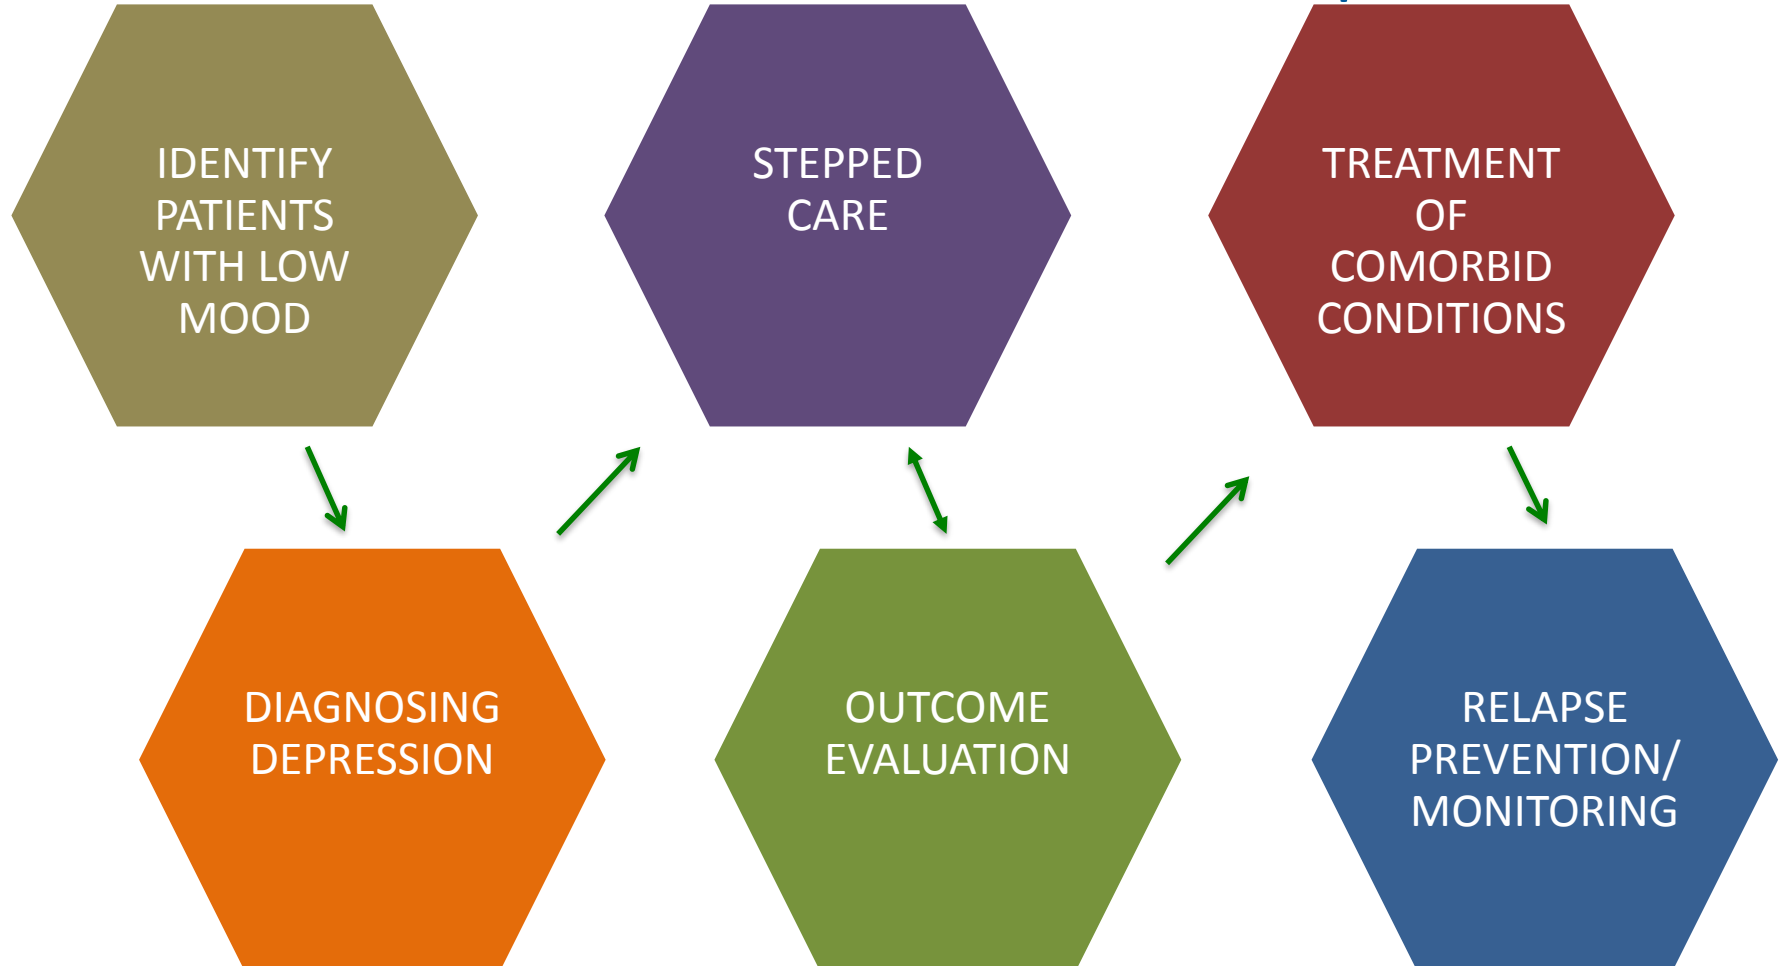 IDENTIFY
PATIENTS
WITH LOW
MOOD
STEPPED
CARE
TREATMENT
OF
COMORBID
CONDITIONS
DIAGNOSING
DEPRESSION
OUTCOME
EVALUATION
RELAPSE
PREVENTION/
MONITORING